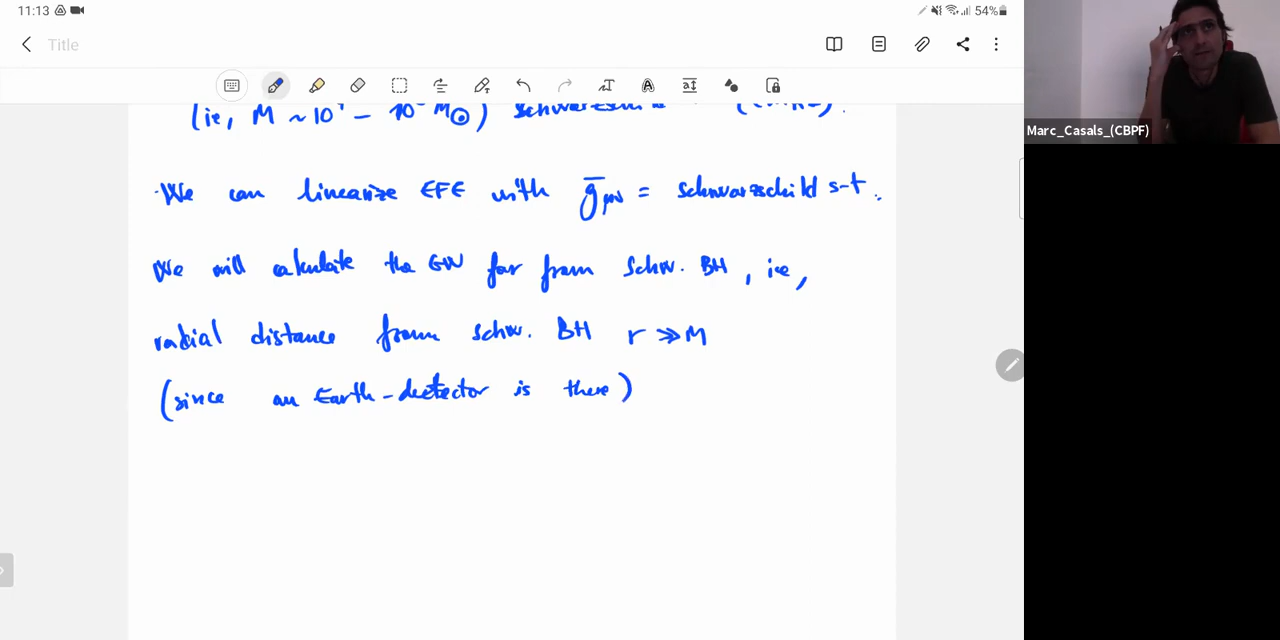 11:13
54%
Title
(ie, M ~ 10 - 10 M⊙) Schwarzschild
Marc_Casals_(CBPF)
·We can linearize EFE with ḡμν = Schwarzschild s-t.
We will calculate the GW far from Schw. BH, ie,
radial distance from Schw. BH r >> M
(since an Earth-detector is there)